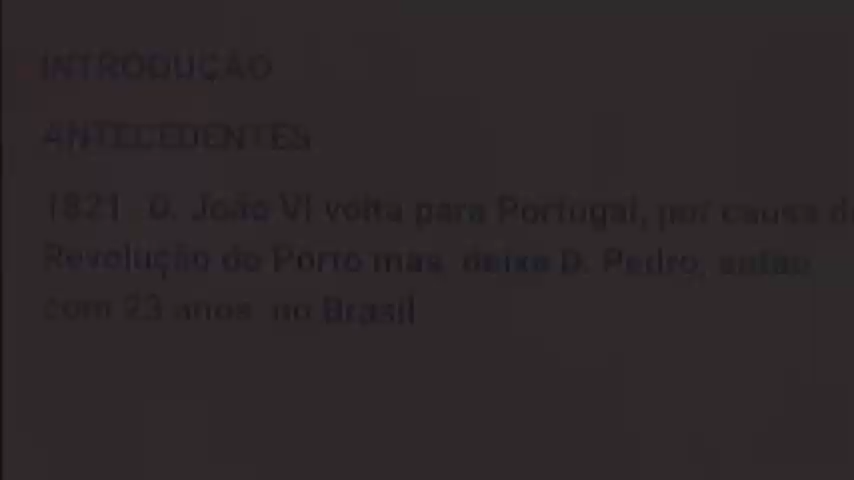 INTRODUÇÃO
ANTECEDENTES
1821. D. João VI volta para Portugal, por causa da
Revolução do Porto mas, deixa D. Pedro, então
com 23 anos, no Brasil